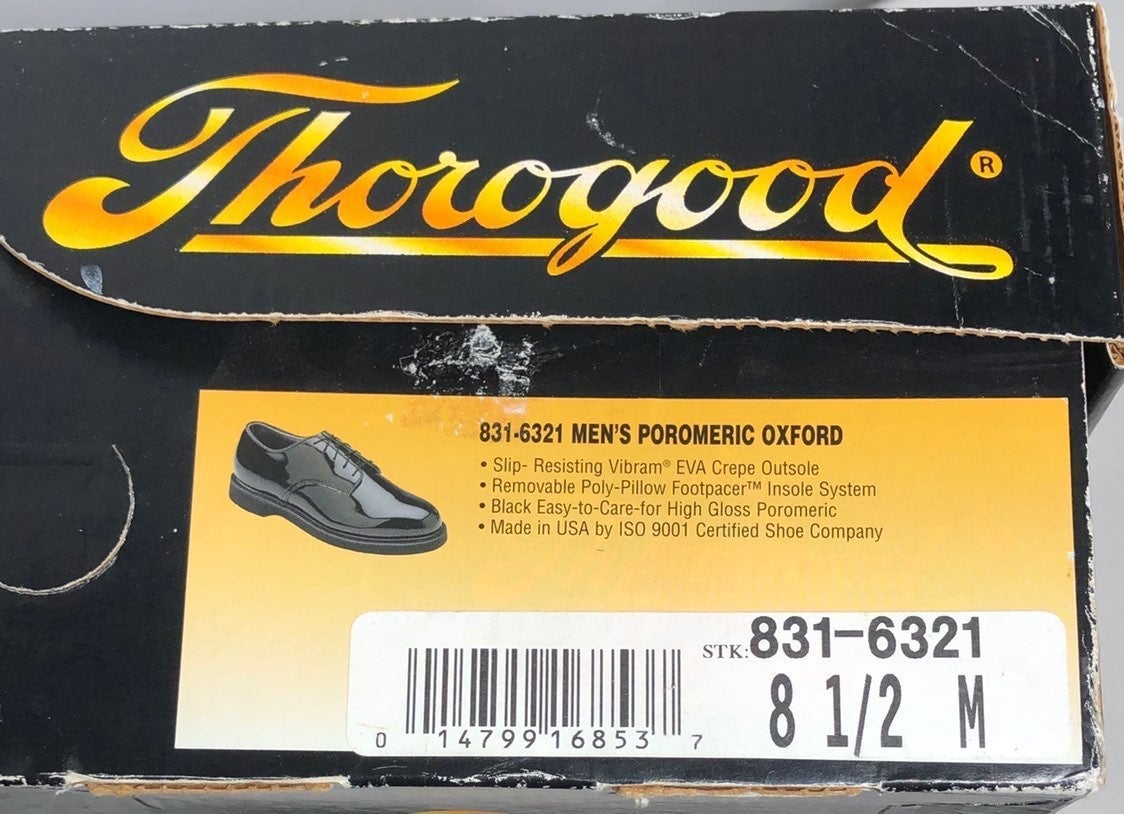 Thorogood®
831-6321 MEN'S POROMERIC OXFORD
• Slip- Resisting Vibram® EVA Crepe Outsole
• Removable Poly-Pillow Footpacer™ Insole System
• Black Easy-to-Care-for High Gloss Poromeric
• Made in USA by ISO 9001 Certified Shoe Company
STK:831-6321
8 1/2 M
0 14799 16853 7